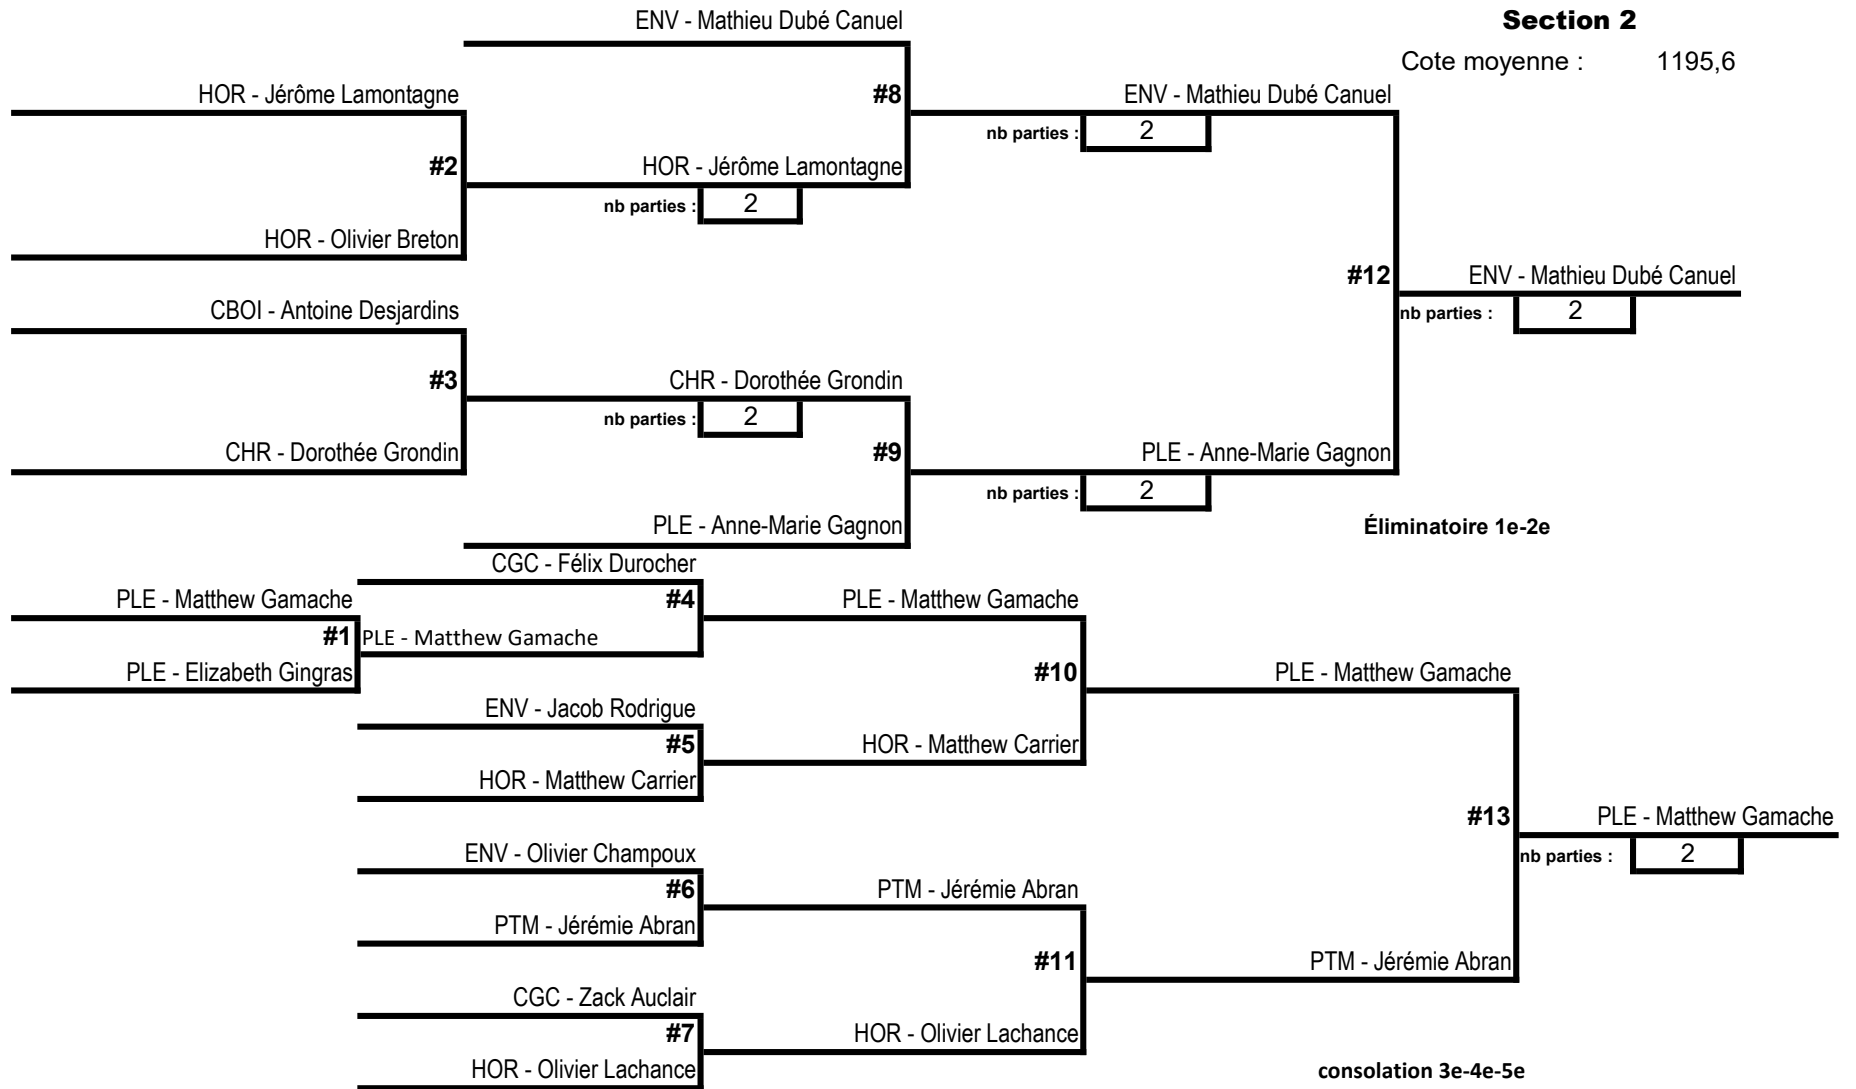 ENV - Mathieu Dubé Canuel
Section 2
Cote moyenne : 1195,6
HOR - Jérôme Lamontagne
#8
ENV - Mathieu Dubé Canuel
nb parties : 2
#2
HOR - Jérôme Lamontagne
nb parties : 2
HOR - Olivier Breton
#12
ENV - Mathieu Dubé Canuel
nb parties : 2
CBOI - Antoine Desjardins
#3
CHR - Dorothée Grondin
nb parties : 2
CHR - Dorothée Grondin
#9
PLE - Anne-Marie Gagnon
nb parties : 2
PLE - Anne-Marie Gagnon
Éliminatoire 1e-2e
CGC - Félix Durocher
PLE - Matthew Gamache
#4
PLE - Matthew Gamache
#1
PLE - Matthew Gamache
PLE - Elizabeth Gingras
#10
PLE - Matthew Gamache
ENV - Jacob Rodrigue
#5
HOR - Matthew Carrier
HOR - Matthew Carrier
#13
PLE - Matthew Gamache
nb parties : 2
ENV - Olivier Champoux
#6
PTM - Jérémie Abran
PTM - Jérémie Abran
#11
PTM - Jérémie Abran
CGC - Zack Auclair
#7
HOR - Olivier Lachance
HOR - Olivier Lachance
consolation 3e-4e-5e